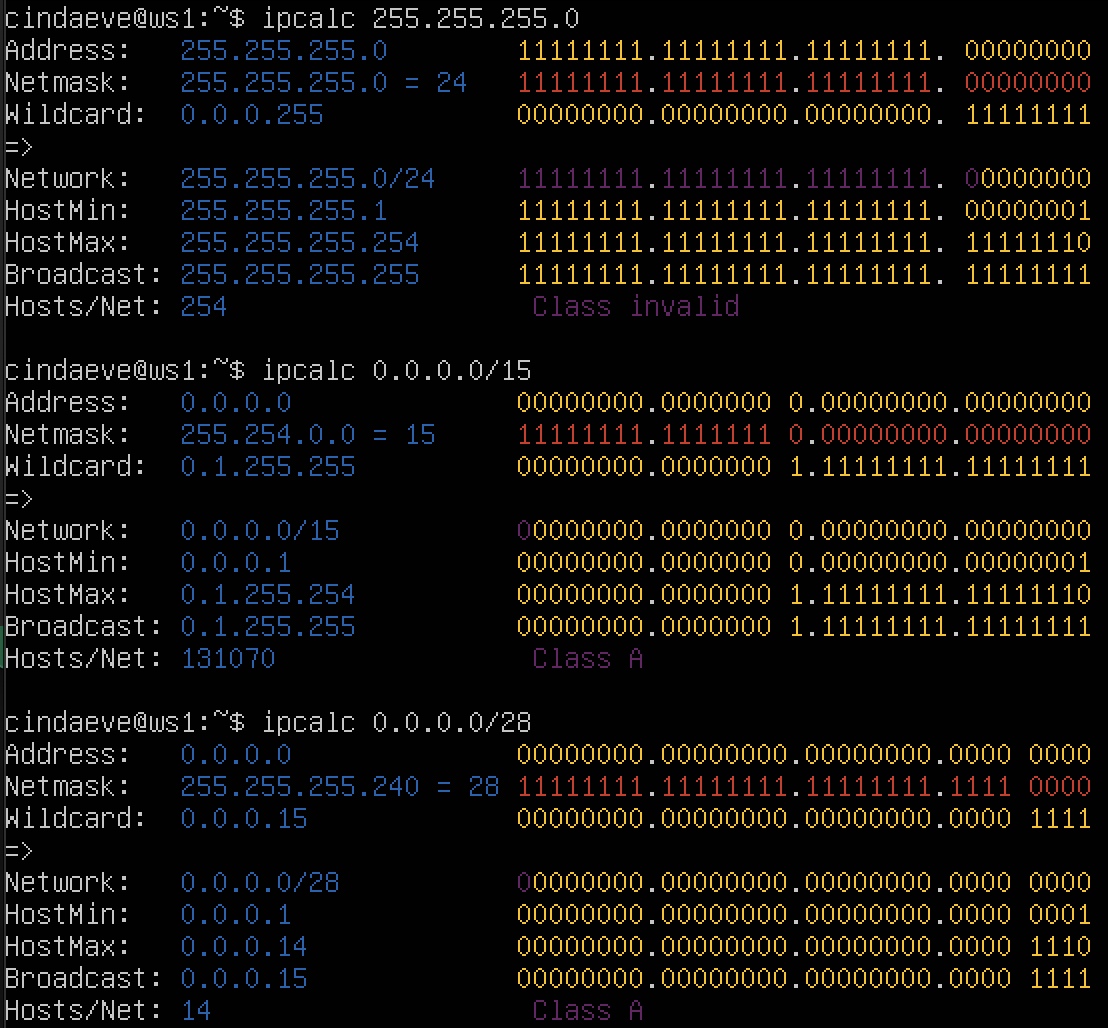 cindaeve@ws1:~$ ipcalc 255.255.255.0
Address:   255.255.255.0        11111111.11111111.11111111. 00000000
Netmask:   255.255.255.0 = 24   11111111.11111111.11111111. 00000000
Wildcard:  0.0.0.255            00000000.00000000.00000000. 11111111
=>
Network:   255.255.255.0/24     11111111.11111111.11111111. 00000000
HostMin:   255.255.255.1        11111111.11111111.11111111. 00000001
HostMax:   255.255.255.254      11111111.11111111.11111111. 11111110
Broadcast: 255.255.255.255      11111111.11111111.11111111. 11111111
Hosts/Net: 254                   Class invalid
cindaeve@ws1:~$ ipcalc 0.0.0.0/15
Address:   0.0.0.0              00000000.0000000 0.00000000.00000000
Netmask:   255.254.0.0 = 15     11111111.1111111 0.00000000.00000000
Wildcard:  0.1.255.255          00000000.0000000 1.11111111.11111111
=>
Network:   0.0.0.0/15           00000000.0000000 0.00000000.00000000
HostMin:   0.0.0.1              00000000.0000000 0.00000000.00000001
HostMax:   0.1.255.254          00000000.0000000 1.11111111.11111110
Broadcast: 0.1.255.255          00000000.0000000 1.11111111.11111111
Hosts/Net: 131070                Class A
cindaeve@ws1:~$ ipcalc 0.0.0.0/28
Address:   0.0.0.0              00000000.00000000.00000000.0000 0000
Netmask:   255.255.255.240 = 28 11111111.11111111.11111111.1111 0000
Wildcard:  0.0.0.15             00000000.00000000.00000000.0000 1111
=>
Network:   0.0.0.0/28           00000000.00000000.00000000.0000 0000
HostMin:   0.0.0.1              00000000.00000000.00000000.0000 0001
HostMax:   0.0.0.14             00000000.00000000.00000000.0000 1110
Broadcast: 0.0.0.15             00000000.00000000.00000000.0000 1111
Hosts/Net: 14                    Class A